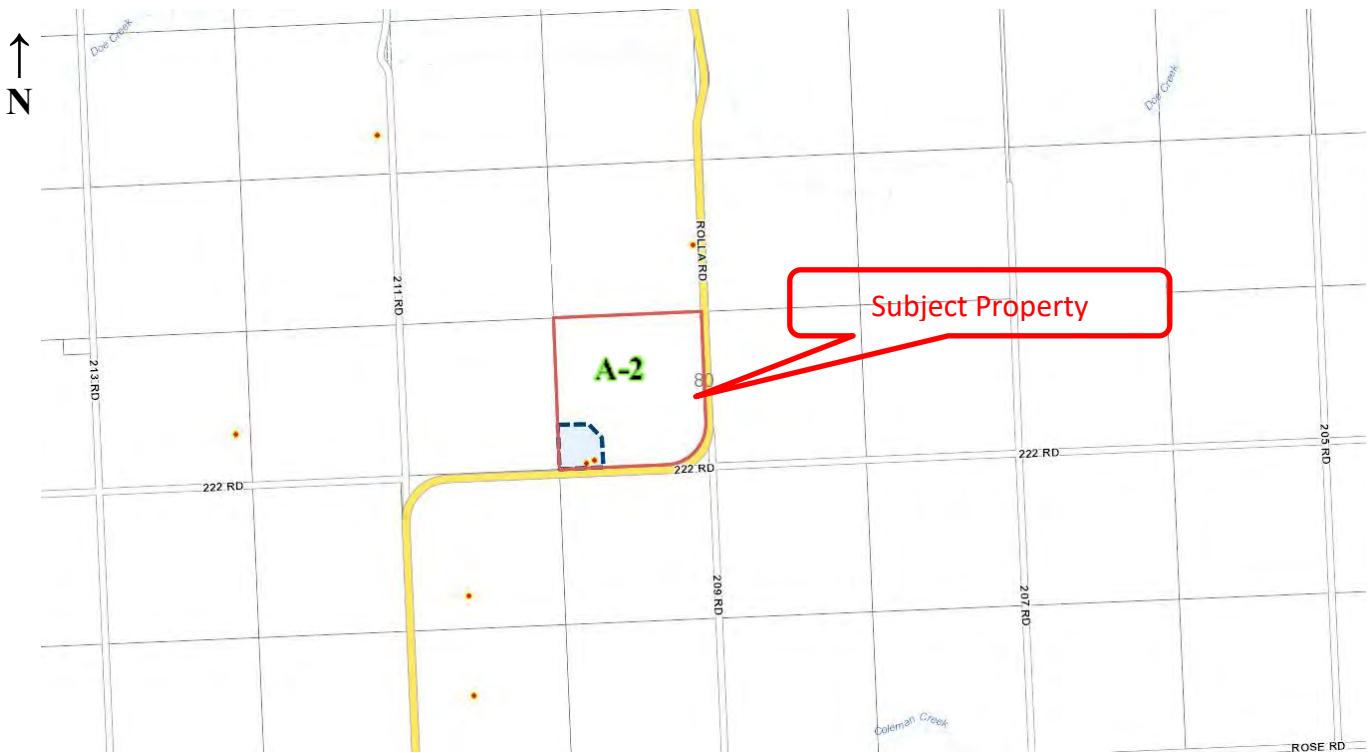 Doe Creek
N
Doe Creek
ROLLA RD
211 RD
Subject Property
213 RD
A-2
80
205 RD
222 RD
222 RD
222 RD
209 RD
207 RD
Coleman Creek
ROSE RD